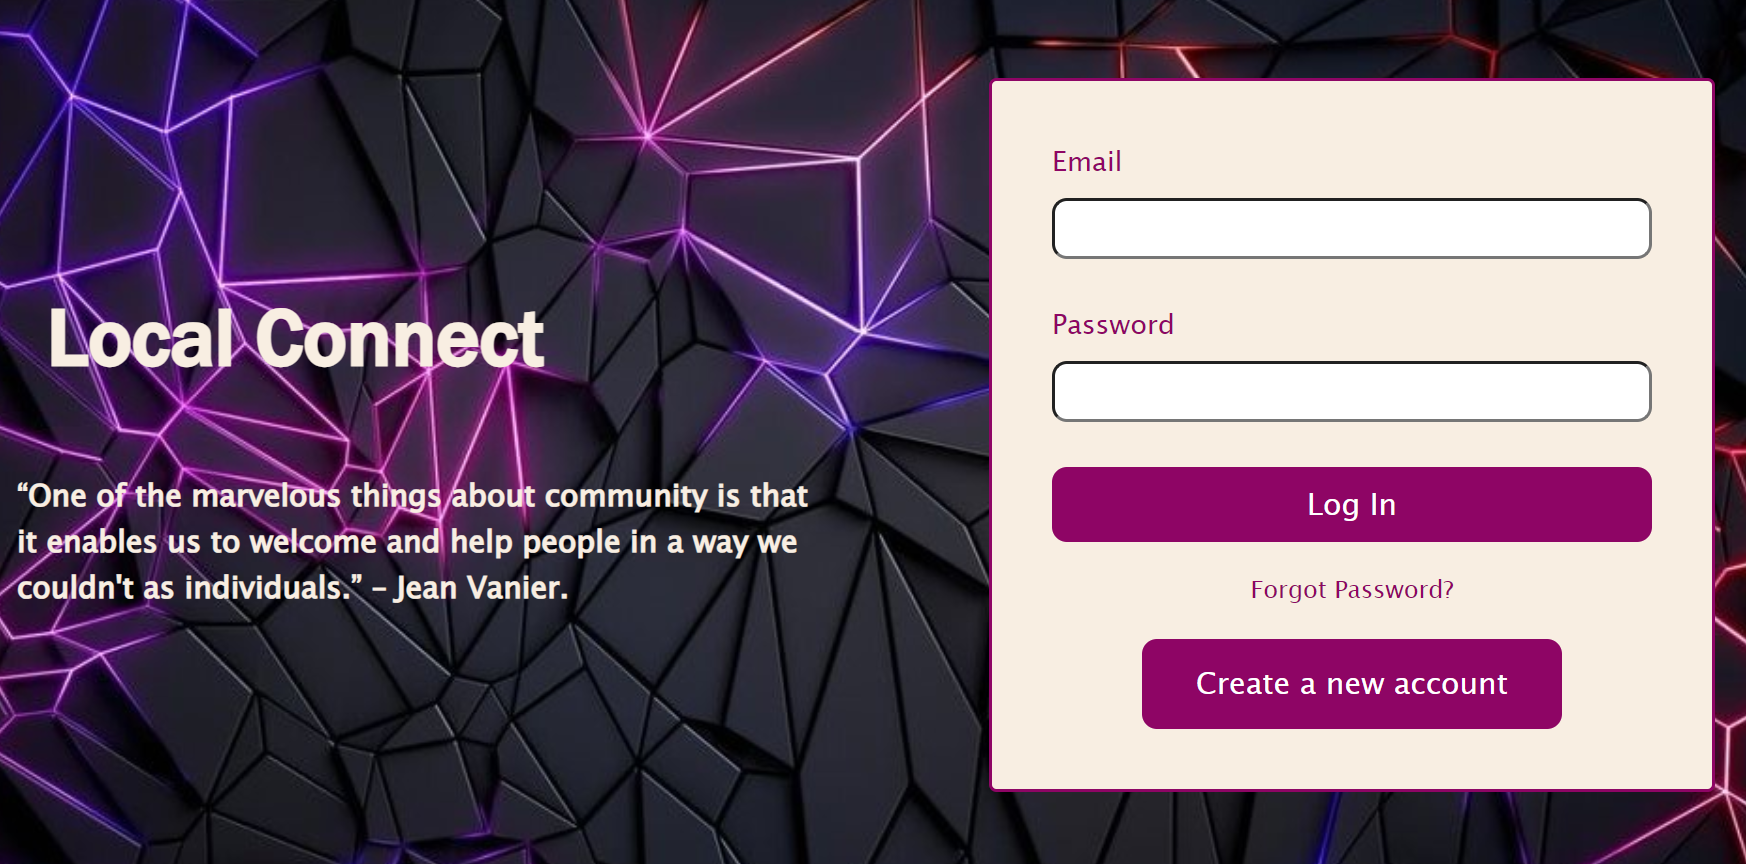 Local Connect
“One of the marvelous things about community is that
it enables us to welcome and help people in a way we
couldn't as individuals.” – Jean Vanier.
Email
Password
Log In
Forgot Password?
Create a new account